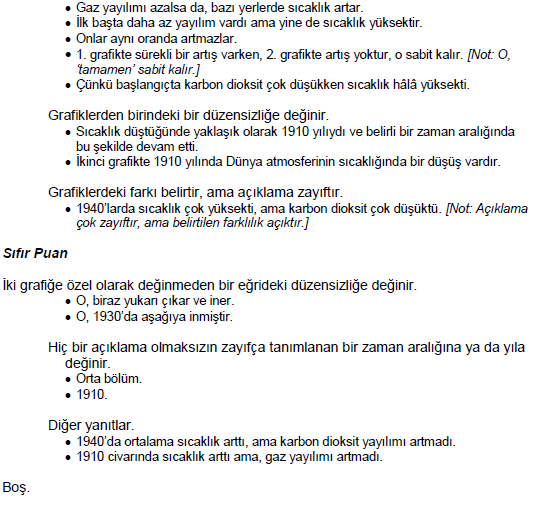 • Gaz yayılımı azalsa da, bazı yerlerde sıcaklık artar.
• İlk başta daha az yayılım vardı ama yine de sıcaklık yüksektir.
• Onlar aynı oranda artmazlar.
• 1. grafikte sürekli bir artış varken, 2. grafikte artış yoktur, o sabit kalır. [Not: O,
‘tamamen’ sabit kalır.]
• Çünkü başlangıçta karbon dioksit çok düşükken sıcaklık hâlâ yüksekti.
Grafiklerden birindeki bir düzensizliğe değinir.
• Sıcaklık düştüğünde yaklaşık olarak 1910 yılıydı ve belirli bir zaman aralığında
bu şekilde devam etti.
• İkinci grafikte 1910 yılında Dünya atmosferinin sıcaklığında bir düşüş vardır.
Grafiklerdeki farkı belirtir, ama açıklama zayıftır.
• 1940’larda sıcaklık çok yüksekti, ama karbon dioksit çok düşüktü. [Not: Açıklama
çok zayıftır, ama belirtilen farklılık açıktır.]
Sıfır Puan
İki grafiğe özel olarak değinmeden bir eğrideki düzensizliğe değinir.
• O, biraz yukarı çıkar ve iner.
• O, 1930’da aşağıya inmiştir.
Hiç bir açıklama olmaksızın zayıfça tanımlanan bir zaman aralığına ya da yıla
değinir.
• Orta bölüm.
• 1910.
Diğer yanıtlar.
• 1940’da ortalama sıcaklık arttı, ama karbon dioksit yayılımı artmadı.
• 1910 civarında sıcaklık arttı ama, gaz yayılımı artmadı.
Boş.